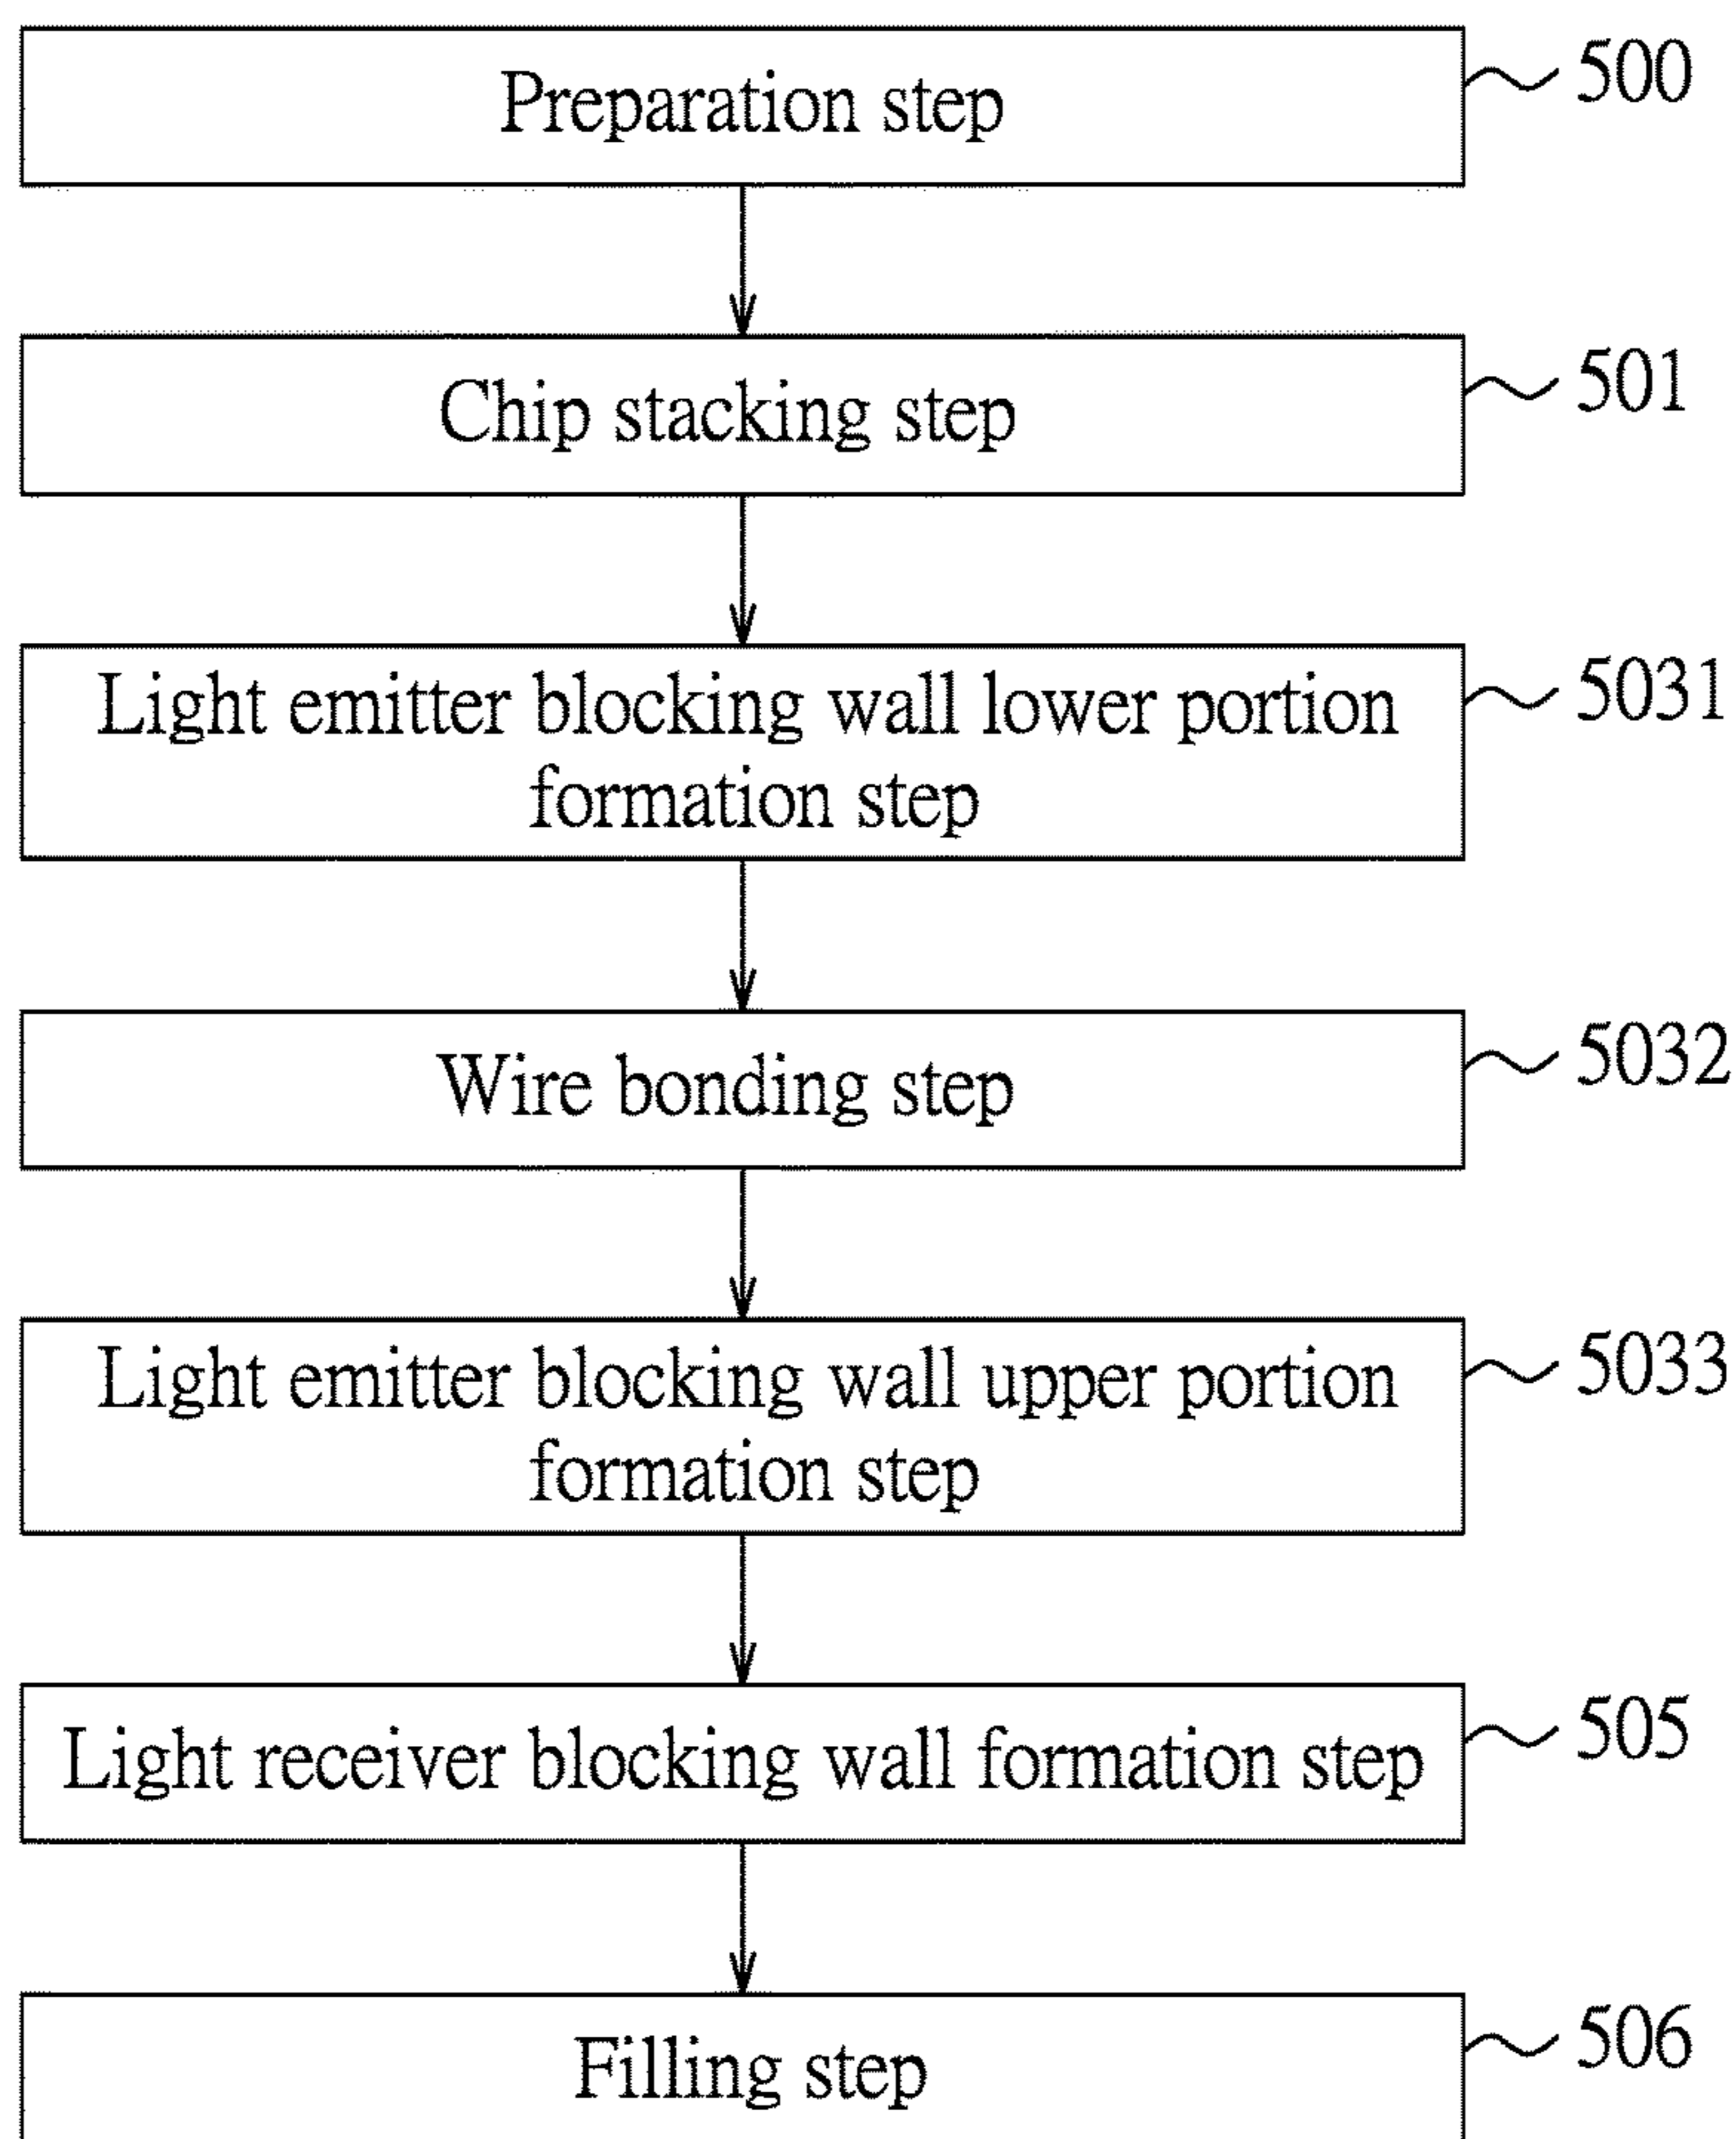 Preparation step
500
Chip stacking step
501
Light emitter blocking wall lower portion
formation step
5031
Wire bonding step
5032
Light emitter blocking wall upper portion
formation step
5033
Light receiver blocking wall formation step
505
Filling step
506